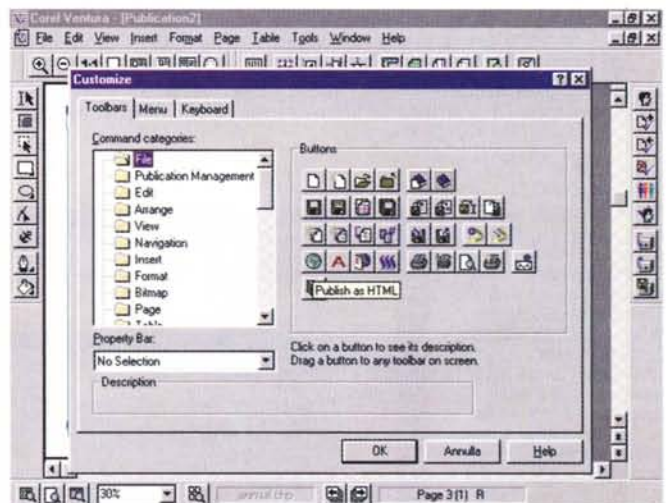 Corel Ventura - [Publication2]
File Edit View Insert Format Page Table Tools Window Help
Customize
Toolbars Menu Keyboard
Command categories:
File
Publication Management
Edit
Arrange
View
Navigation
Insert
Format
Bitmap
Page
Table
Buttons
Publish as HTML
Property Bar:
No Selection
Click on a button to see its description.
Drag a button to any toolbar on screen.
Description
OK Annulla Help
30%
Page 3 (1) R